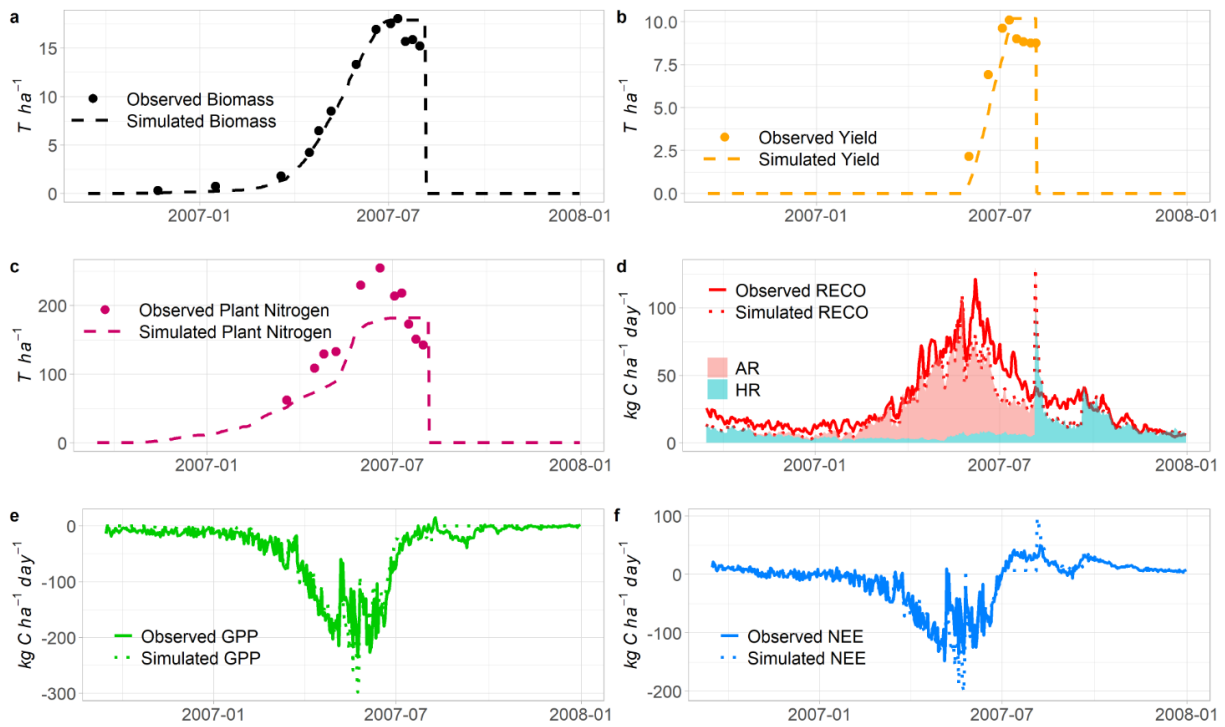 a
15
10
5
0
T ha⁻¹
Observed Biomass
Simulated Biomass
2007-01
2007-07
2008-01
b
10.0
7.5
5.0
2.5
0.0
T ha⁻¹
Observed Yield
Simulated Yield
2007-01
2007-07
2008-01
c
200
100
0
T ha⁻¹
Observed Plant Nitrogen
Simulated Plant Nitrogen
2007-01
2007-07
2008-01
d
100
50
0
kg C ha⁻¹ day⁻¹
Observed RECO
Simulated RECO
AR
HR
2007-01
2007-07
2008-01
e
0
-100
-200
-300
kg C ha⁻¹ day⁻¹
Observed GPP
Simulated GPP
2007-01
2007-07
2008-01
f
100
0
-100
-200
kg C ha⁻¹ day⁻¹
Observed NEE
Simulated NEE
2007-01
2007-07
2008-01